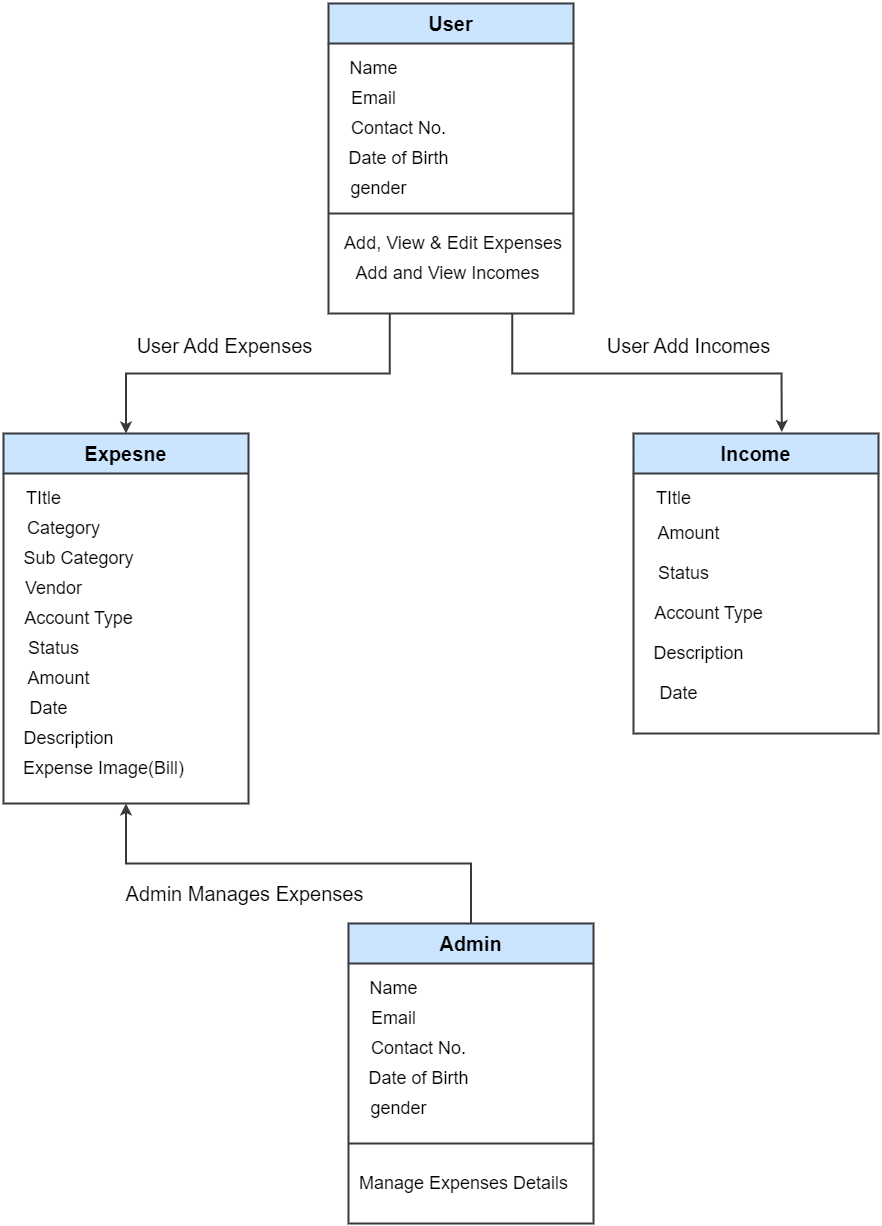 User
Name
Email
Contact No.
Date of Birth
gender
Add, View & Edit Expenses
Add and View Incomes
User Add Expenses
User Add Incomes
Expesne
TItle
Category
Sub Category
Vendor
Account Type
Status
Amount
Date
Description
Expense Image(Bill)
Income
TItle
Amount
Status
Account Type
Description
Date
Admin Manages Expenses
Admin
Name
Email
Contact No.
Date of Birth
gender
Manage Expenses Details